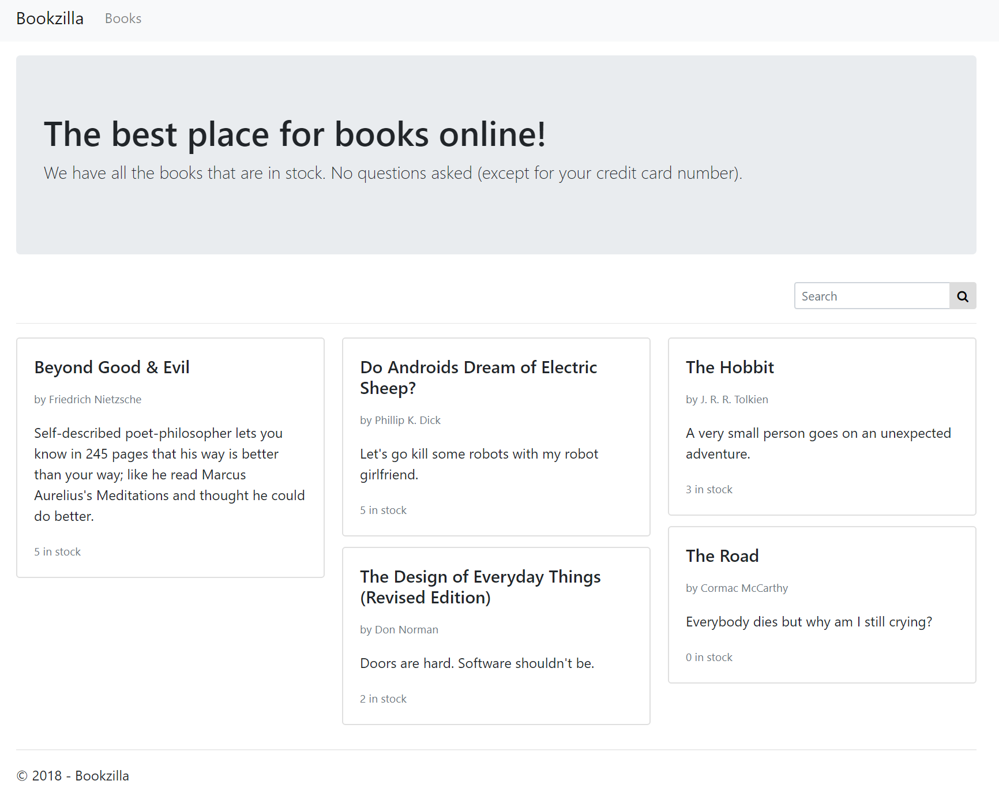 Bookzilla Books
The best place for books online!
We have all the books that are in stock. No questions asked (except for your credit card number).
Search
Beyond Good & Evil
by Friedrich Nietzsche
Self-described poet-philosopher lets you
know in 245 pages that his way is better
than your way; like he read Marcus
Aurelius's Meditations and thought he could
do better.
5 in stock
Do Androids Dream of Electric
Sheep?
by Phillip K. Dick
Let's go kill some robots with my robot
girlfriend.
5 in stock
The Design of Everyday Things
(Revised Edition)
by Don Norman
Doors are hard. Software shouldn't be.
2 in stock
The Hobbit
by J. R. R. Tolkien
A very small person goes on an unexpected
adventure.
3 in stock
The Road
by Cormac McCarthy
Everybody dies but why am I still crying?
0 in stock
© 2018 - Bookzilla